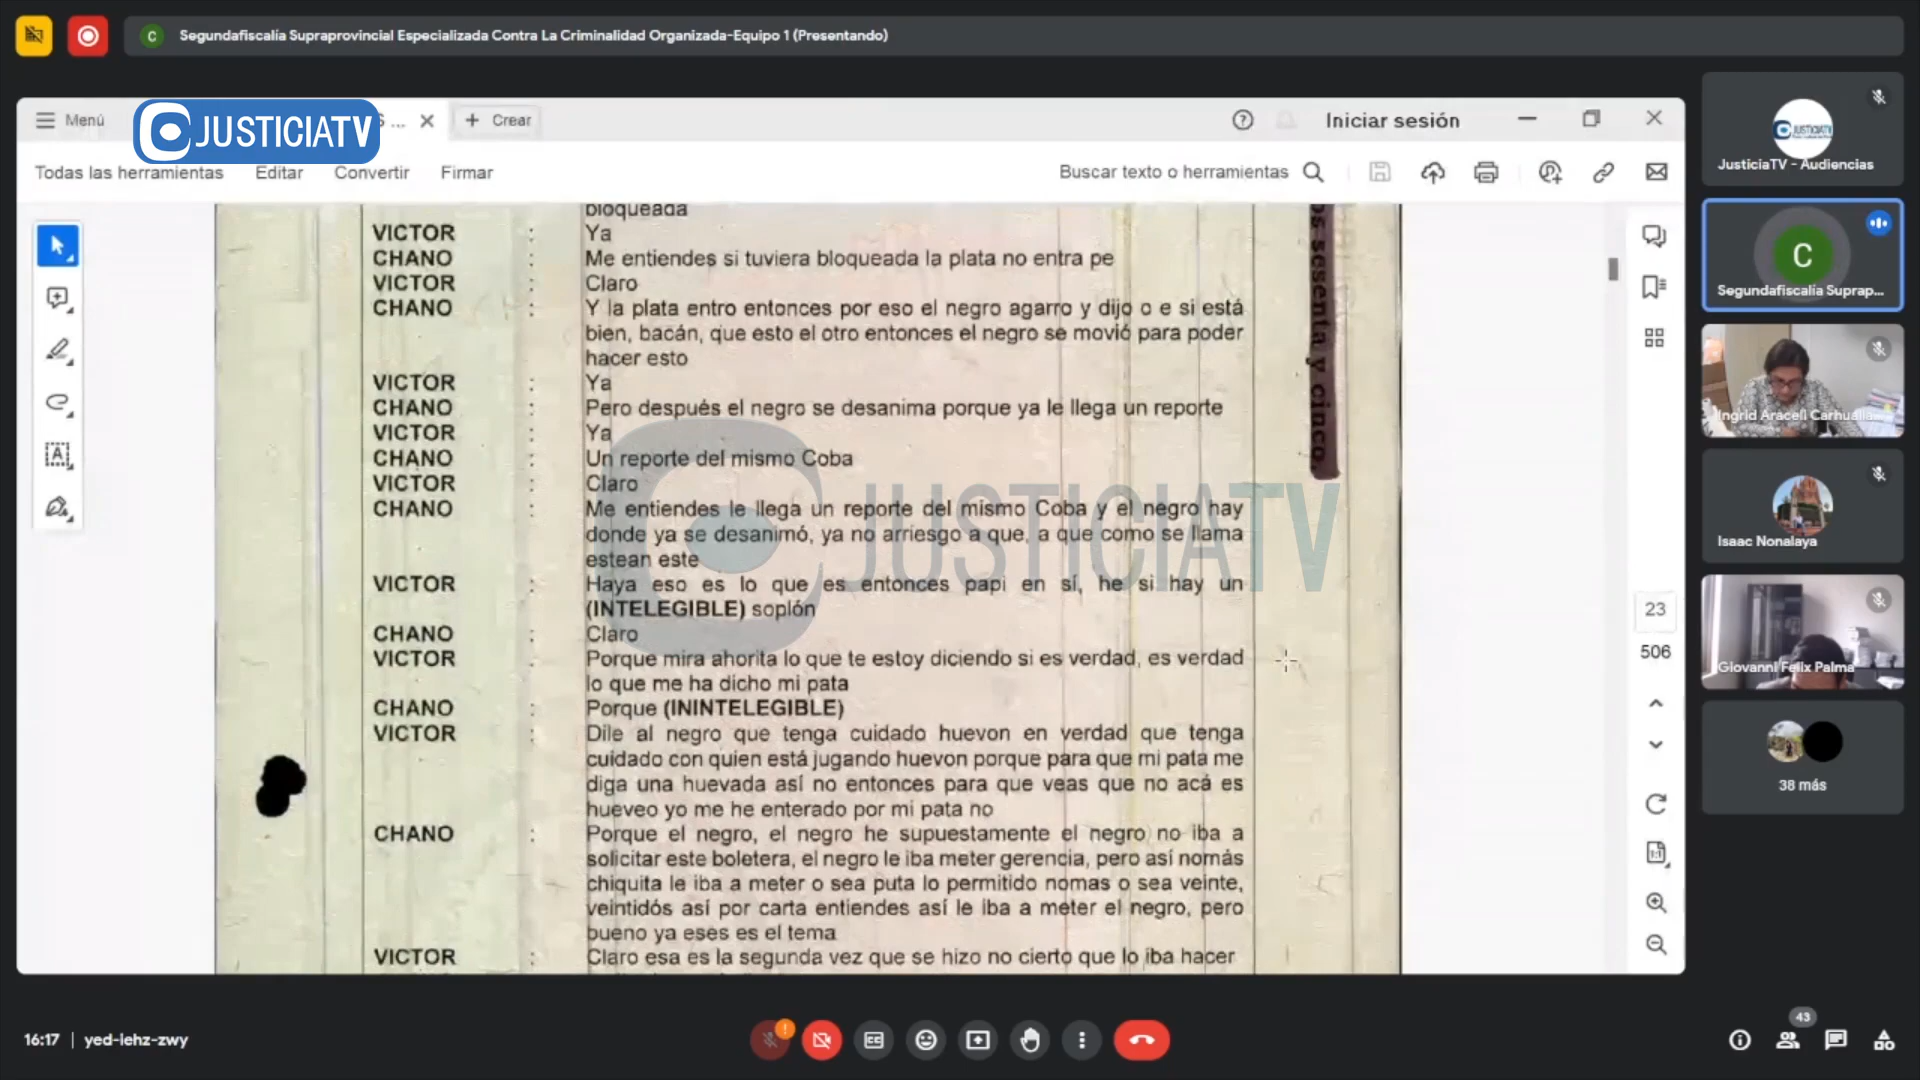 Segundafiscalía Supraprovincial Especializada Contra La Criminalidad Organizada-Equipo 1 (Presentando)
C
Menú
JUSTICIATV
S ...
Crear
Iniciar sesión
Todas las herramientas
Editar
Convertir
Firmar
Buscar texto o herramientas
bloqueada
VICTOR : Ya
CHANO : Me entiendes si tuviera bloqueada la plata no entra pe
VICTOR : Claro
CHANO : Y la plata entro entonces por eso el negro agarro y dijo o e si está
bien, bacán, que esto el otro entonces el negro se movió para poder
hacer esto
VICTOR : Ya
CHANO : Pero después el negro se desanima porque ya le llega un reporte
VICTOR : Ya
CHANO : Un reporte del mismo Coba
VICTOR : Claro
CHANO : Me entiendes le llega un reporte del mismo Coba y el negro hay
donde ya se desanimó, ya no arriesgo a que, a que como se llama
estean este
VICTOR : Haya eso es lo que es entonces papi en sí, he si hay un
(INTELEGIBLE) soplón
CHANO : Claro
VICTOR : Porque mira ahorita lo que te estoy diciendo si es verdad, es verdad
lo que me ha dicho mi pata
CHANO : Porque (ININTELEGIBLE)
VICTOR : Dile al negro que tenga cuidado huevon en verdad que tenga
cuidado con quien está jugando huevon porque para que mi pata me
diga una huevada así no entonces para que veas que no acá es
hueveo yo me he enterado por mi pata no
CHANO : Porque el negro, el negro he supuestamente el negro no iba a
solicitar este boletera, el negro le iba meter gerencia, pero así nomás
chiquita le iba a meter o sea puta lo permitido nomas o sea veinte,
veintidós así por carta entiendes así le iba a meter el negro, pero
bueno ya eses es el tema
VICTOR : Claro esa es la segunda vez que se hizo no cierto que lo iba hacer
sesenta y cinco
JUSTICIATV
23
506
JUSTICIATV
JusticiaTV - Audiencias
C
Segundafiscalía Suprap...
Ingrid Araceli Carhualla
Isaac Nonalaya
Giovanni Felix Palma
38 más
16:17 | yed-iehz-zwy
43